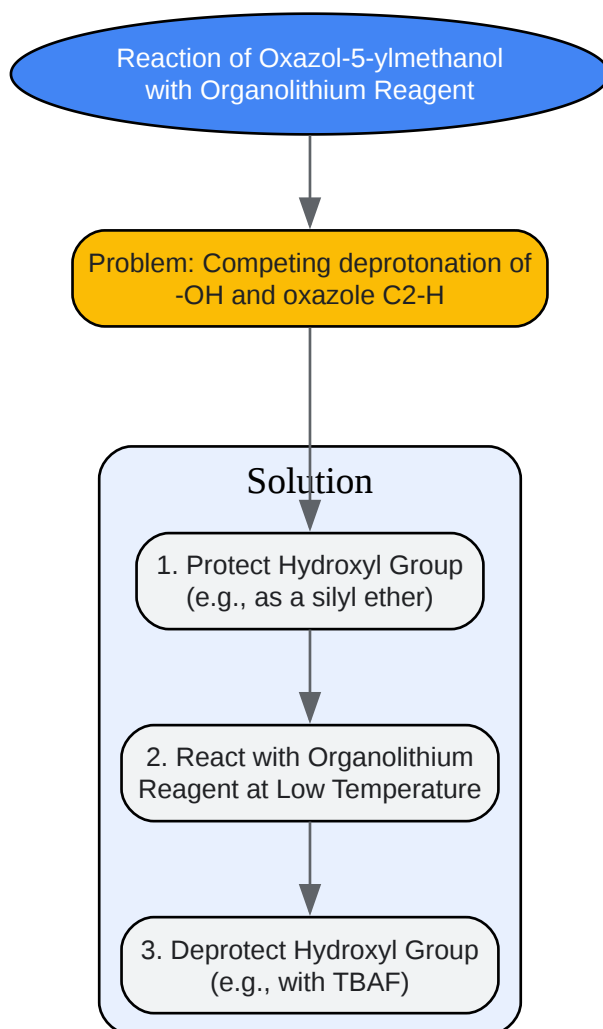 Reaction of Oxazol-5-ylmethanol
with Organolithium Reagent
Problem: Competing deprotonation of
-OH and oxazole C2-H
Solution
1. Protect Hydroxyl Group
(e.g., as a silyl ether)
2. React with Organolithium
Reagent at Low Temperature
3. Deprotect Hydroxyl Group
(e.g., with TBAF)